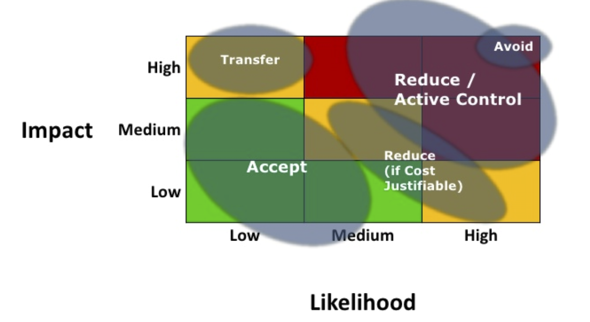 Avoid
Transfer
High
Reduce /
Active Control
Impact
Medium
Reduce
(if Cost
Justifiable)
Accept
Low
Low
Medium
High
Likelihood